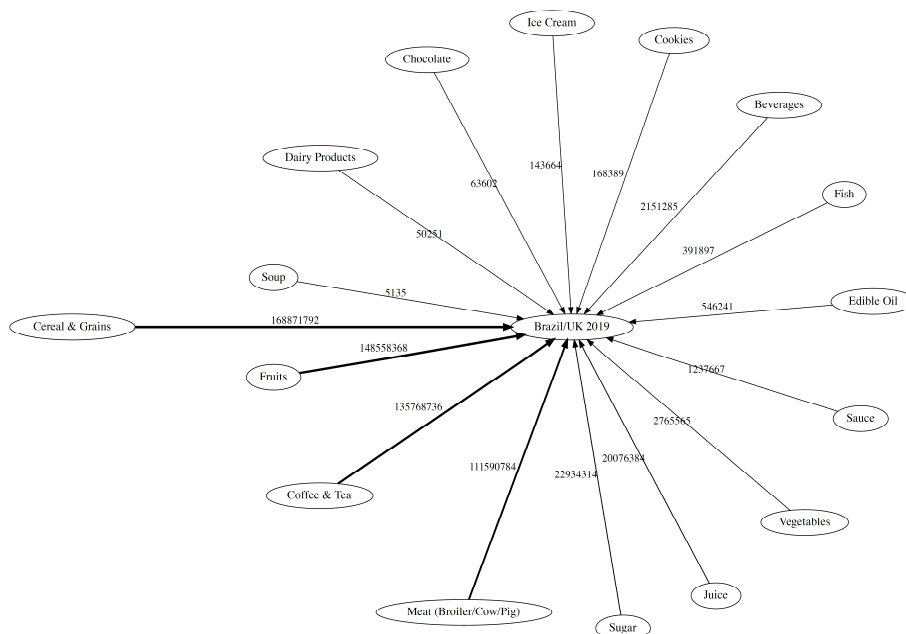 Ice Cream
Cookies
Chocolate
Beverages
Dairy Products
143664
168389
63602
Fish
2151285
50251
391897
Soup
5135
Edible Oil
546241
Cereal & Grains
168871792
Brazil/UK 2019
148558368
Fruits
1237667
135768736
Sauce
2765565
20076384
111590784
22934314
Coffee & Tea
Vegetables
Juice
Meat (Broiler/Cow/Pig)
Sugar